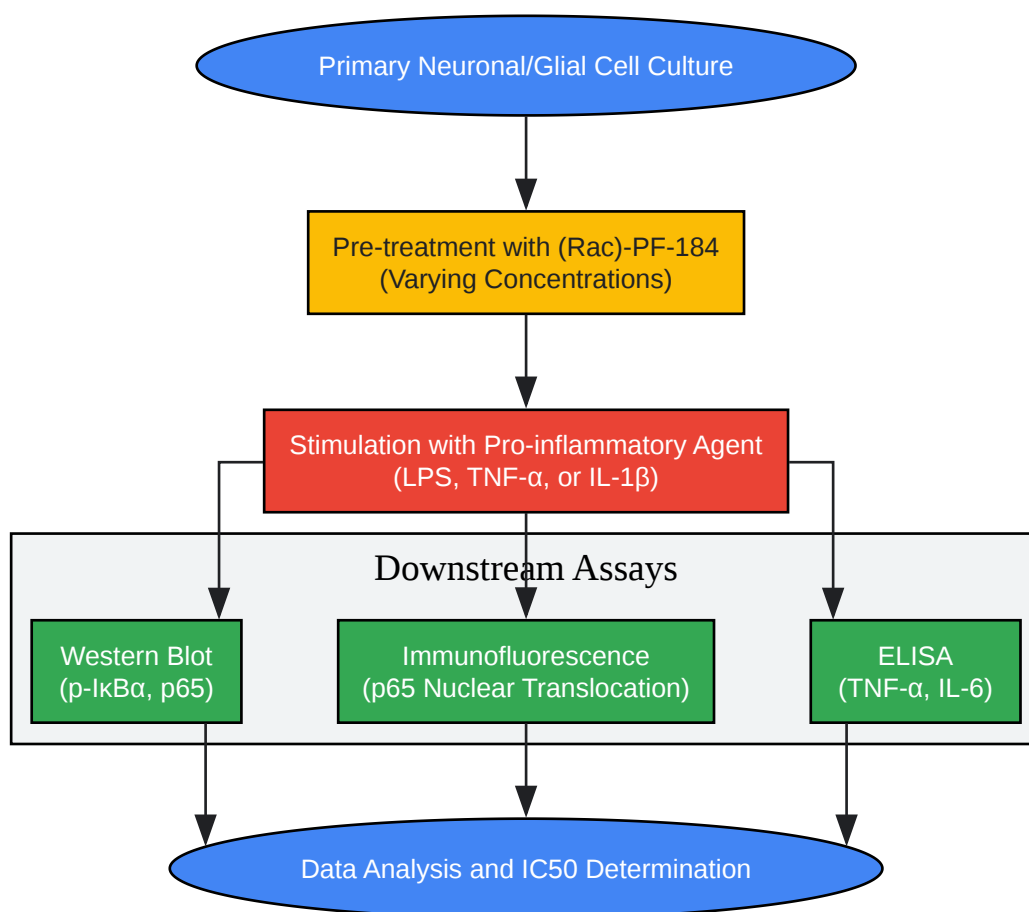 Primary Neuronal/Glial Cell Culture
Pre-treatment with (Rac)-PF-184
(Varying Concentrations)
Stimulation with Pro-inflammatory Agent
(LPS, TNF-α, or IL-1β)
Downstream Assays
Western Blot
(p-IκBα, p65)
Immunofluorescence
(p65 Nuclear Translocation)
ELISA
(TNF-α, IL-6)
Data Analysis and IC50 Determination